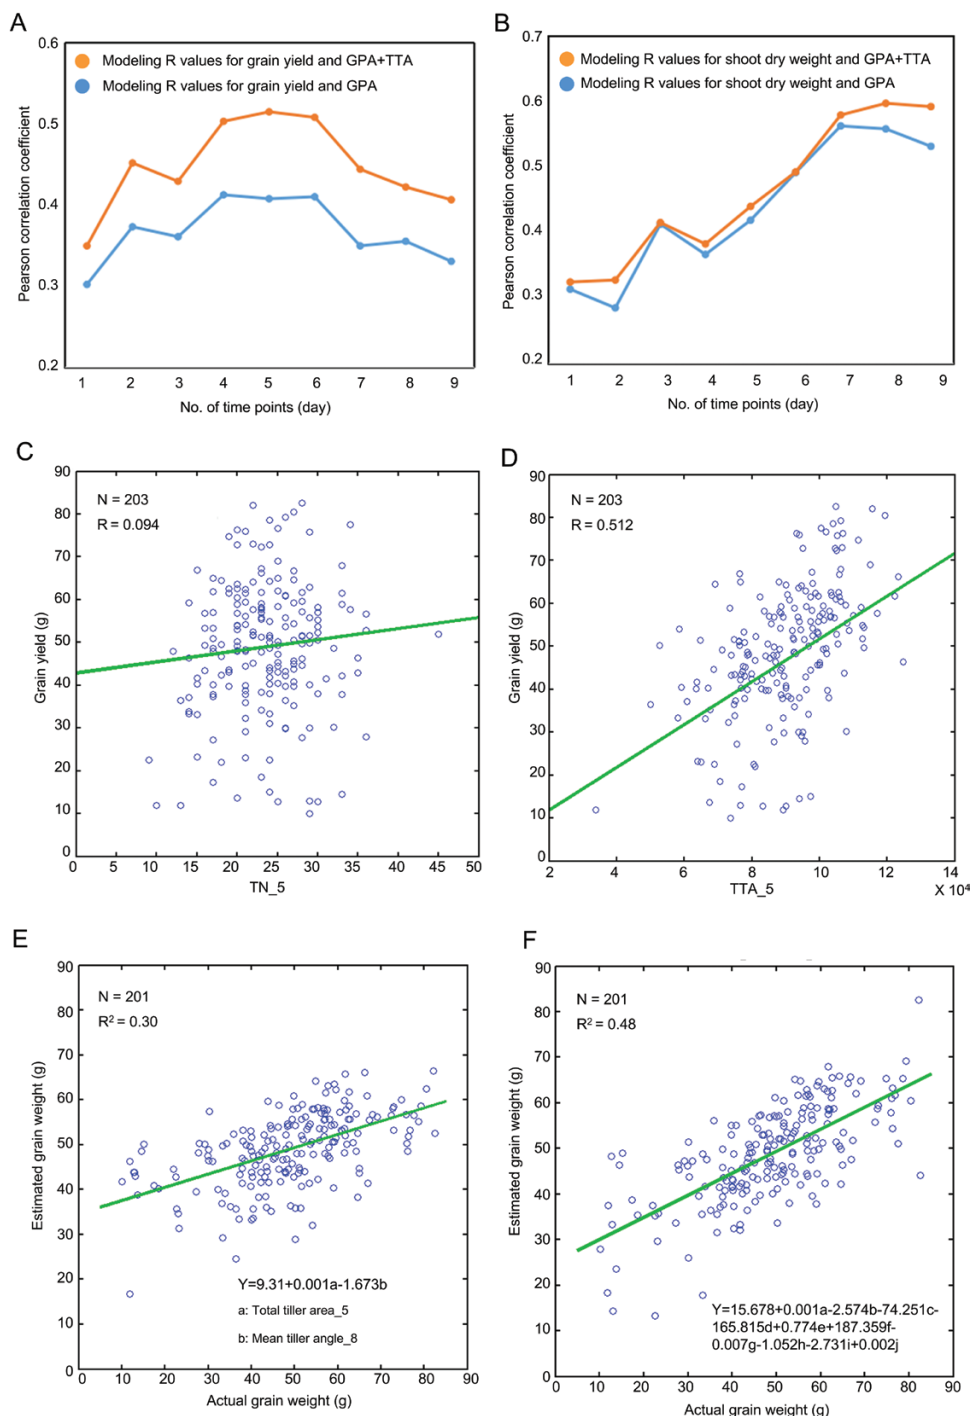 A
0.6
Modeling R values for grain yield and GPA+TTA
Modeling R values for grain yield and GPA
0.5
0.4
0.3
0.2
Pearson correlation coefficient
1 2 3 4 5 6 7 8 9
No. of time points (day)
B
0.7
Modeling R values for shoot dry weight and GPA+TTA
Modeling R values for shoot dry weight and GPA
0.6
0.5
0.4
0.3
0.2
Pearson correlation coefficient
1 2 3 4 5 6 7 8 9
No. of time points (day)
C
90
N = 203
80
R = 0.094
70
60
50
40
30
20
10
0
Grain yield (g)
0 5 10 15 20 25 30 35 40 45 50
TN_5
D
90
N = 203
80
R = 0.512
70
60
50
40
30
20
10
0
Grain yield (g)
2 4 6 8 10 12 14
TTA_5
X 10⁴
E
90
N = 201
80
R² = 0.30
70
60
50
40
30
20
10
0
Estimated grain weight (g)
Y=9.31+0.001a-1.673b
a: Total tiller area_5
b: Mean tiller angle_8
0 10 20 30 40 50 60 70 80 90
Actual grain weight (g)
F
90
N = 201
80
R² = 0.48
70
60
50
40
30
20
10
0
Estimated grain weight (g)
Y=15.678+0.001a-2.574b-74.251c-
165.815d+0.774e+187.359f-
0.007g-1.052h-2.731i+0.002j
0 10 20 30 40 50 60 70 80 90
Actual grain weight (g)